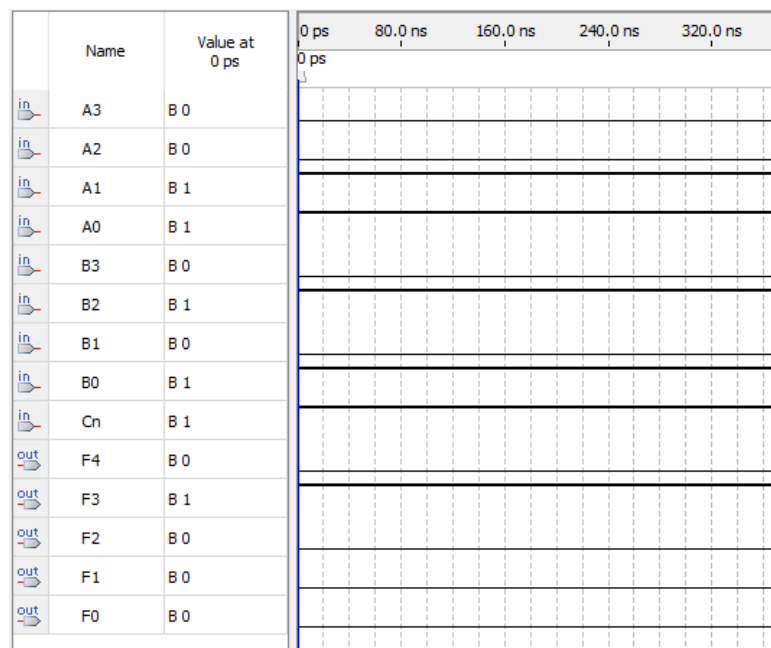 Name Value at 0 ps
0 ps 80.0 ns 160.0 ns 240.0 ns 320.0 ns
0 ps
in A3 B 0
in A2 B 0
in A1 B 1
in A0 B 1
in B3 B 0
in B2 B 1
in B1 B 0
in B0 B 1
in Cn B 1
out F4 B 0
out F3 B 1
out F2 B 0
out F1 B 0
out F0 B 0